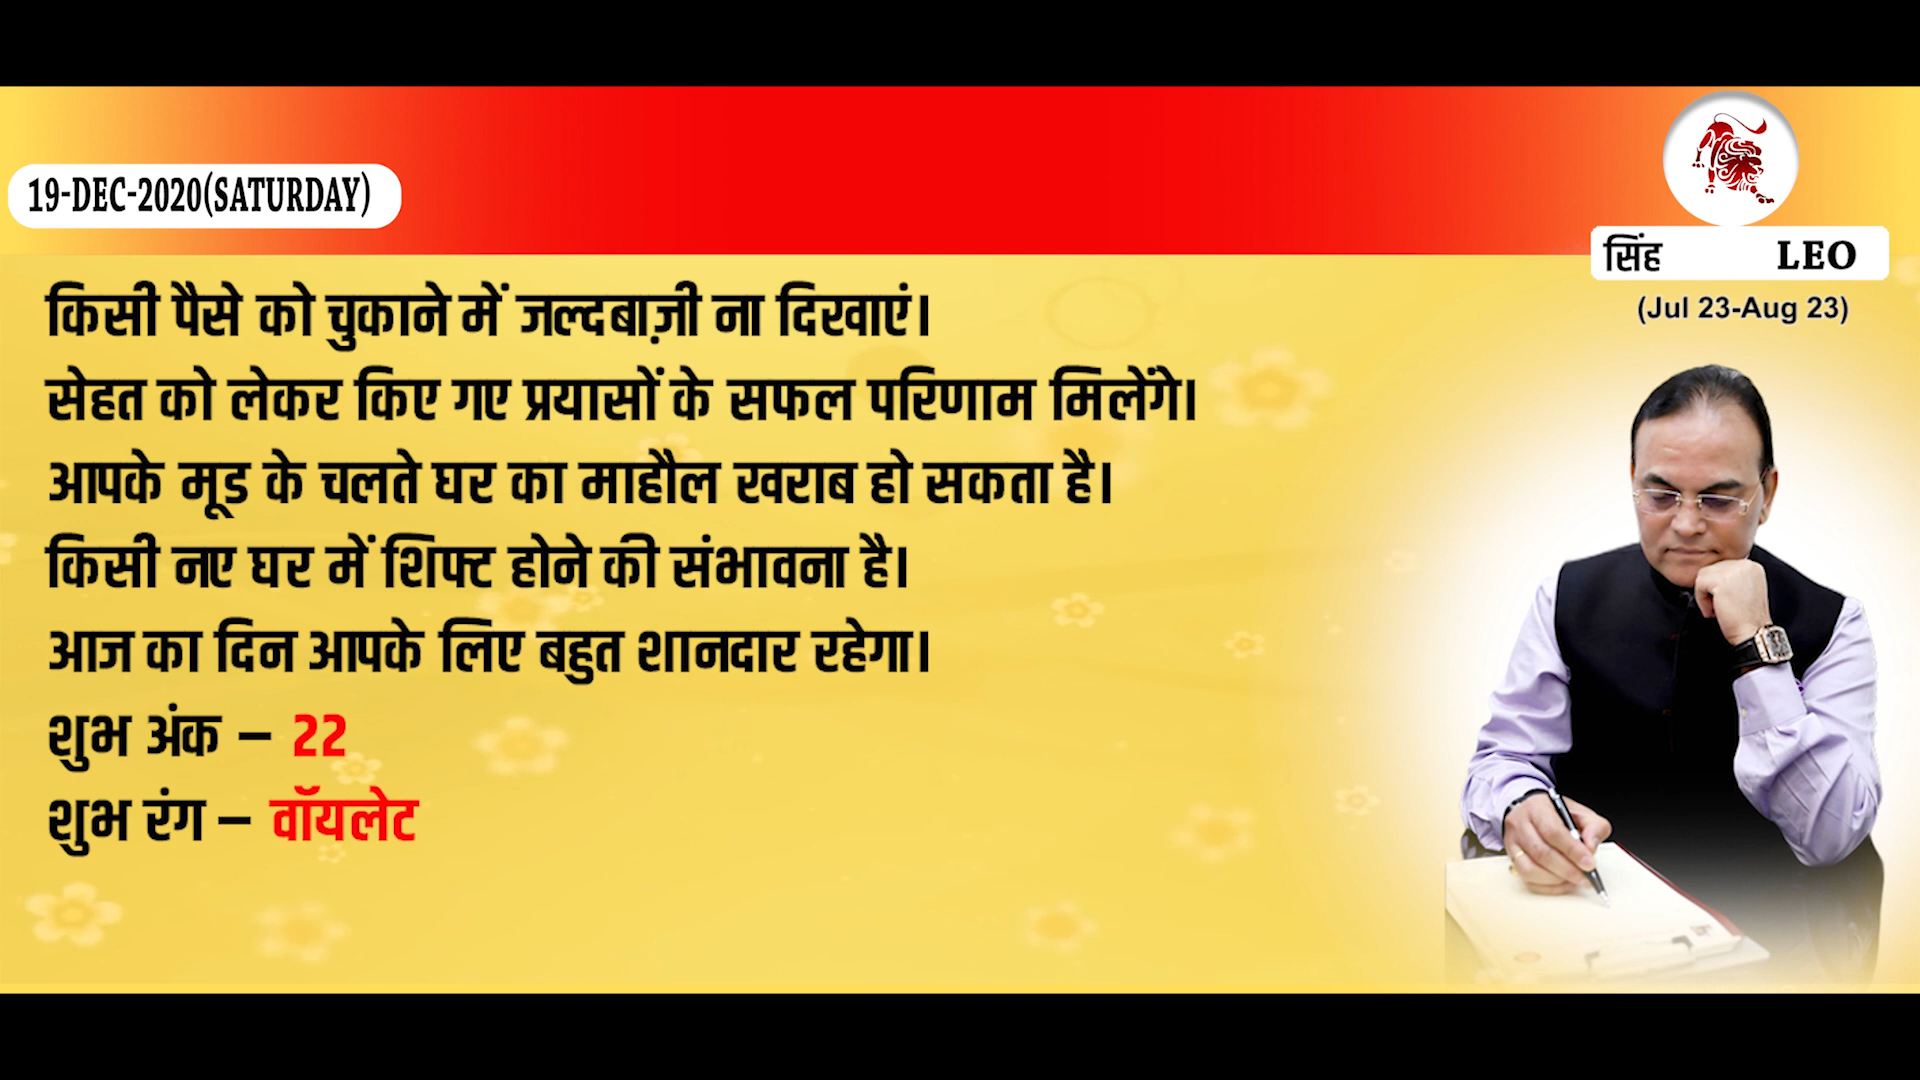 19-DEC-2020(SATURDAY)
सिंह LEO
(Jul 23-Aug 23)
किसी पैसे को चुकाने में जल्दबाज़ी ना दिखाएं।
सेहत को लेकर किए गए प्रयासों के सफल परिणाम मिलेंगे।
आपके मूड के चलते घर का माहौल खराब हो सकता है।
किसी नए घर में शिफ्ट होने की संभावना है।
आज का दिन आपके लिए बहुत शानदार रहेगा।
शुभ अंक – 22
शुभ रंग – वॉयलेट